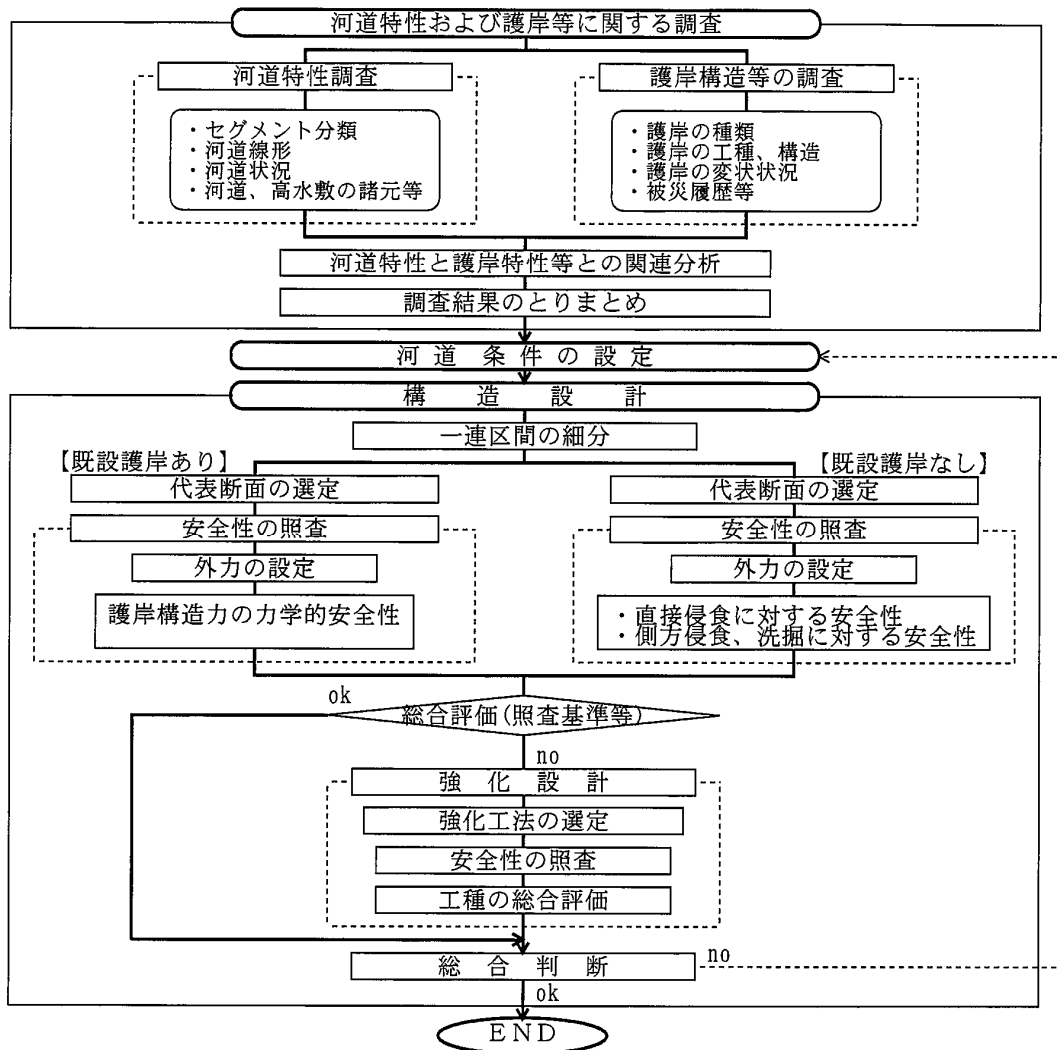 河道特性および護岸等に関する調査
河道特性調査
・セグメント分類
・河道線形
・河道状況
・河道、高水敷の諸元等
護岸構造等の調査
・護岸の種類
・護岸の工種、構造
・護岸の変状状況
・被災履歴等
河道特性と護岸特性等との関連分析
調査結果のとりまとめ
河道条件の設定
構造設計
一連区間の細分
【既設護岸あり】
代表断面の選定
安全性の照査
外力の設定
護岸構造力の力学的安全性
【既設護岸なし】
代表断面の選定
安全性の照査
外力の設定
・直接侵食に対する安全性
・側方侵食、洗掘に対する安全性
ok
総合評価(照査基準等)
no
強化設計
強化工法の選定
安全性の照査
工種の総合評価
総合判断
no
ok
END